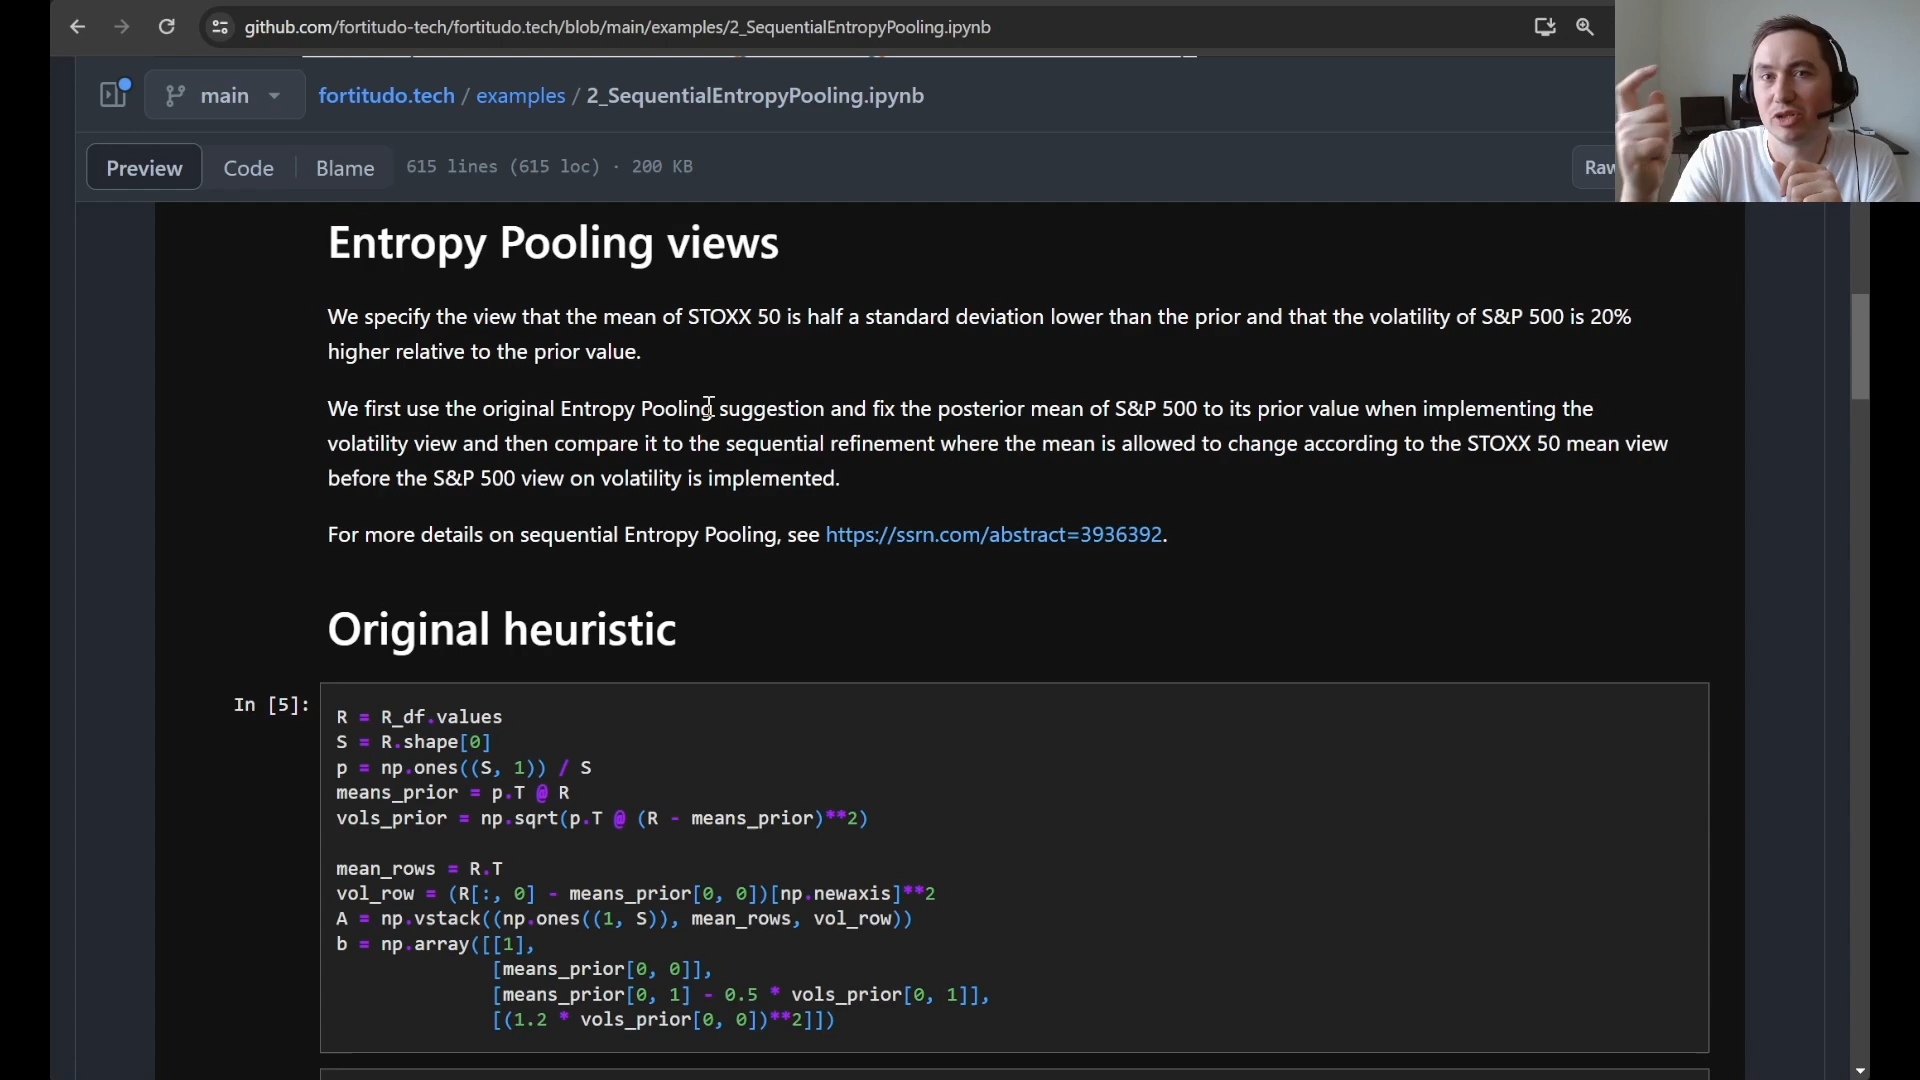 github.com/fortitudo-tech/fortitudo.tech/blob/main/examples/2_SequentialEntropyPooling.ipynb
main
fortitudo.tech / examples / 2_SequentialEntropyPooling.ipynb
Preview
Code
Blame
615 lines (615 loc) · 200 KB
Raw
Entropy Pooling views
We specify the view that the mean of STOXX 50 is half a standard deviation lower than the prior and that the volatility of S&P 500 is 20%
higher relative to the prior value.
We first use the original Entropy Pooling suggestion and fix the posterior mean of S&P 500 to its prior value when implementing the
volatility view and then compare it to the sequential refinement where the mean is allowed to change according to the STOXX 50 mean view
before the S&P 500 view on volatility is implemented.
For more details on sequential Entropy Pooling, see https://ssrn.com/abstract=3936392.
Original heuristic
In [5]:
R = R_df.values
S = R.shape[0]
p = np.ones((S, 1)) / S
means_prior = p.T @ R
vols_prior = np.sqrt(p.T @ (R - means_prior)**2)
mean_rows = R.T
vol_row = (R[:, 0] - means_prior[0, 0])[np.newaxis]**2
A = np.vstack((np.ones((1, S)), mean_rows, vol_row))
b = np.array([[1],
[means_prior[0, 0]],
[means_prior[0, 1] - 0.5 * vols_prior[0, 1]],
[(1.2 * vols_prior[0, 0])**2]])